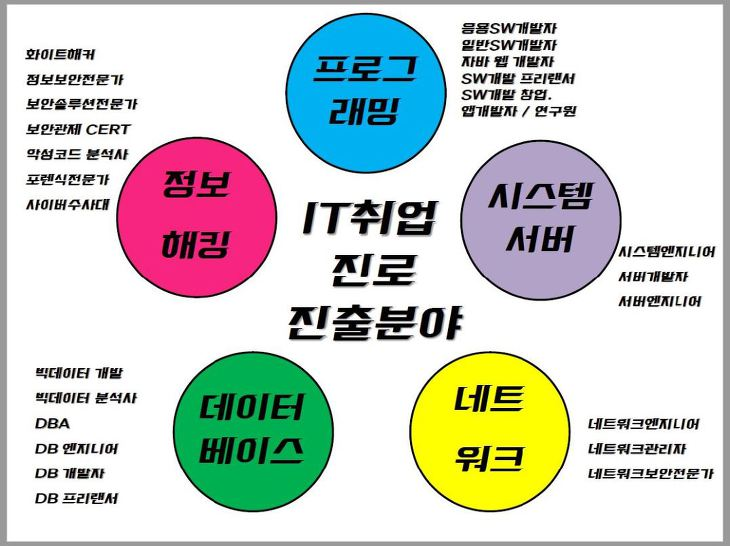 IT취업
진로
진출분야
프로그
래밍
응용SW개발자
일반SW개발자
자바 웹 개발자
SW개발 프리랜서
SW개발 창업.
앱개발자 / 연구원
시스템
서버
시스템엔지니어
서버개발자
서버엔지니어
네트
워크
네트워크엔지니어
네트워크관리자
네트워크보안전문가
데이터
베이스
빅데이터 개발
빅데이터 분석사
DBA
DB 엔지니어
DB 개발자
DB 프리랜서
정보
해킹
화이트해커
정보보안전문가
보안솔루션전문가
보안관제 CERT
악성코드 분석사
포렌식전문가
사이버수사대